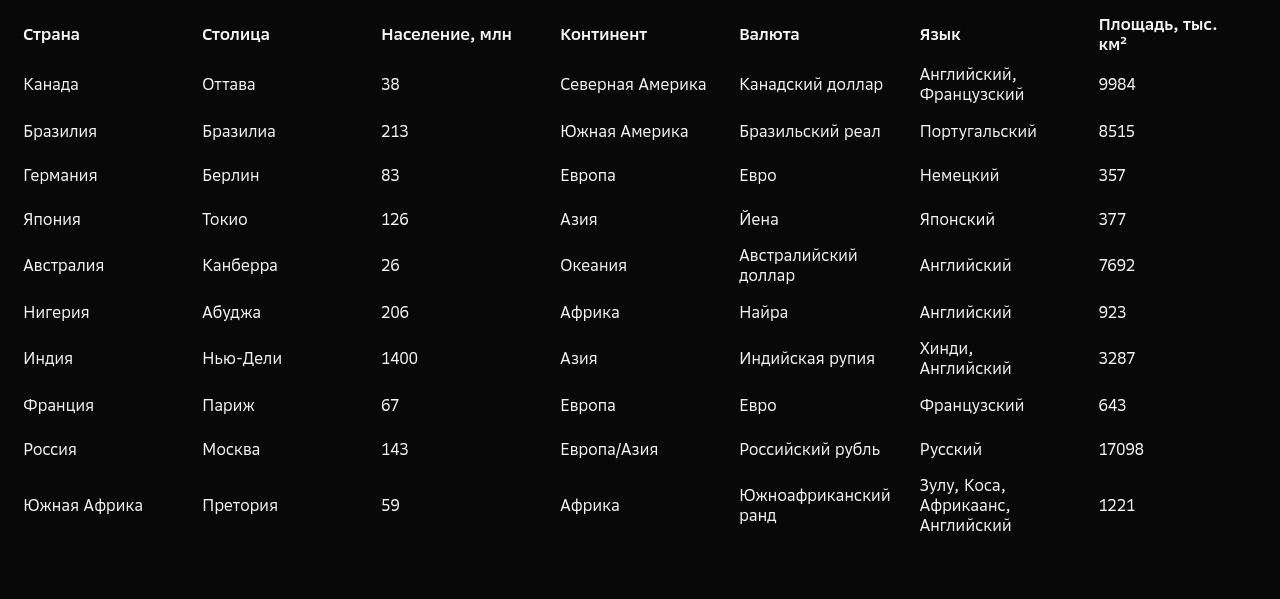 Страна Столица Население, млн Континент Валюта Язык Площадь, тыс.
км²
Канада Оттава 38 Северная Америка Канадский доллар Английский,
Французский 9984
Бразилия Бразилиа 213 Южная Америка Бразильский реал Португальский 8515
Германия Берлин 83 Европа Евро Немецкий 357
Япония Токио 126 Азия Йена Японский 377
Австралия Канберра 26 Океания Австралийский
доллар Английский 7692
Нигерия Абуджа 206 Африка Найра Английский 923
Индия Нью-Дели 1400 Азия Индийская рупия Хинди,
Английский 3287
Франция Париж 67 Европа Евро Французский 643
Россия Москва 143 Европа/Азия Российский рубль Русский 17098
Южная Африка Претория 59 Африка Южноафриканский
ранд Зулу, Коса,
Африкаанс,
Английский 1221